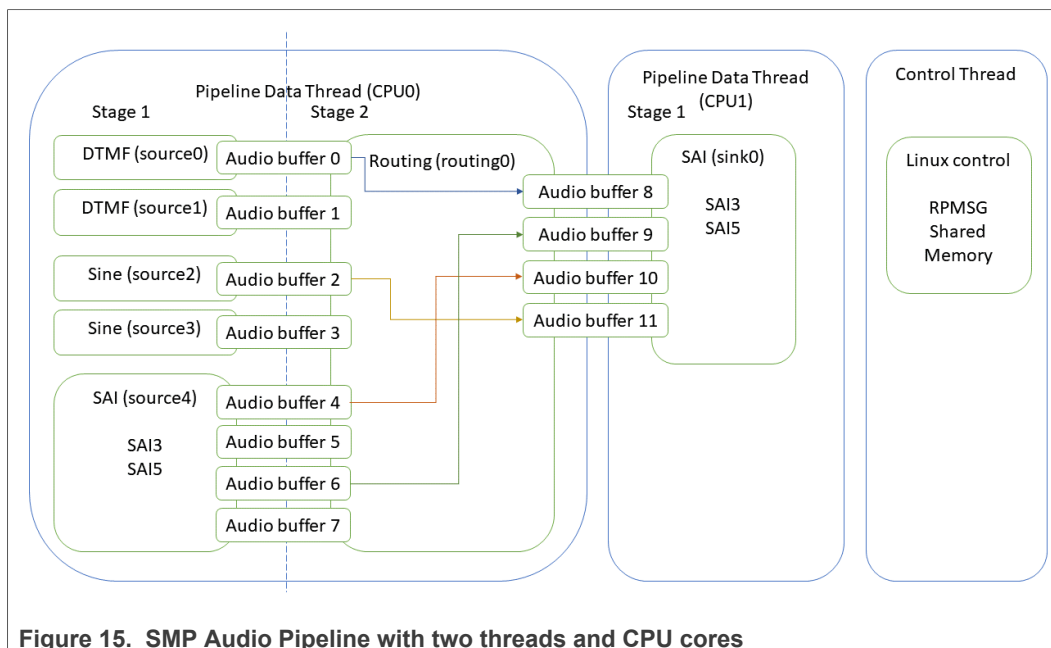 Pipeline Data Thread (CPU0)
Stage 1
Stage 2
DTMF (source0)
Audio buffer 0
Routing (routing0)
DTMF (source1)
Audio buffer 1
Sine (source2)
Audio buffer 2
Sine (source3)
Audio buffer 3
SAI (source4)
SAI3
SAI5
Audio buffer 4
Audio buffer 5
Audio buffer 6
Audio buffer 7
Audio buffer 8
Audio buffer 9
Audio buffer 10
Audio buffer 11
Pipeline Data Thread
(CPU1)
Stage 1
SAI (sink0)
SAI3
SAI5
Control Thread
Linux control
RPMSG
Shared
Memory
Figure 15. SMP Audio Pipeline with two threads and CPU cores